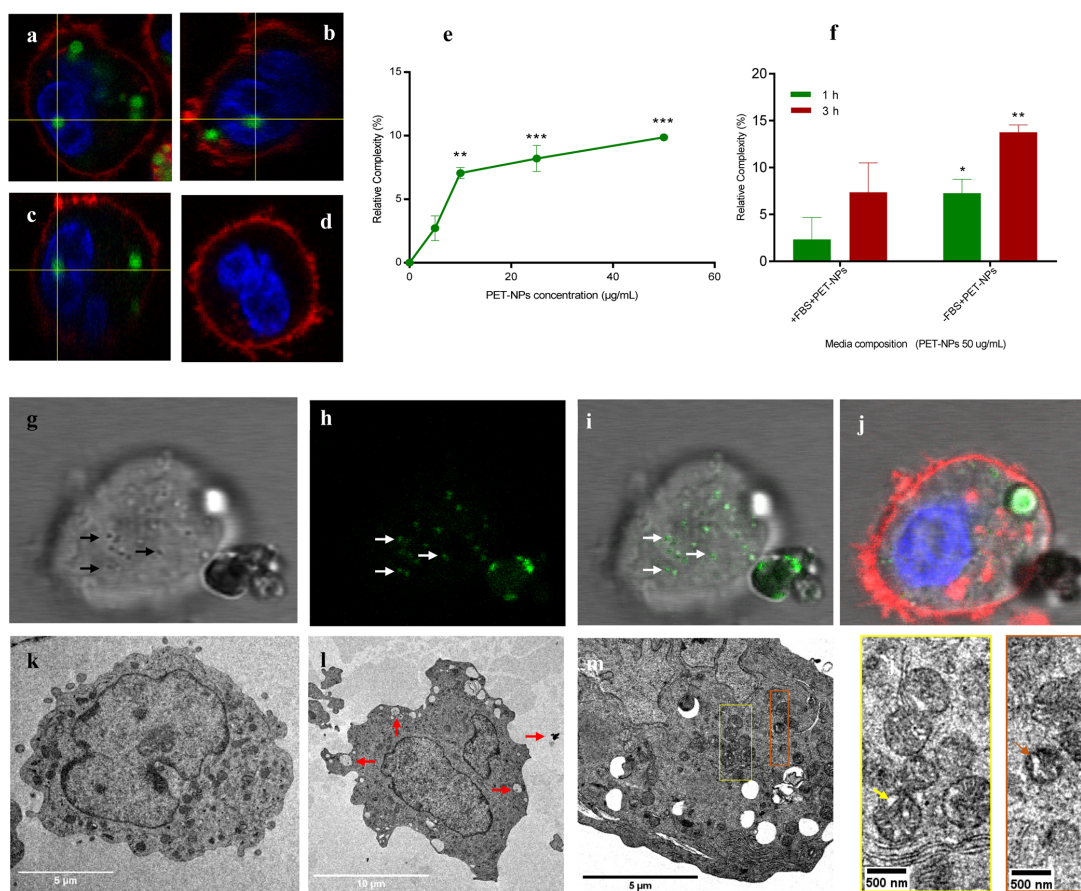 a
b
c
d
e
15
10
5
0
0
20
40
60
**
***
***
Relative Complexity (%)
PET-NPs concentration (µg/mL)
f
20
15
10
5
0
1 h
3 h
*
**
Relative Complexity (%)
+FBS+PET-NPs
-FBS+PET-NPs
Media composition (PET-NPs 50 ug/mL)
g
h
i
j
k
5 µm
l
10 µm
m
5 µm
500 nm
500 nm